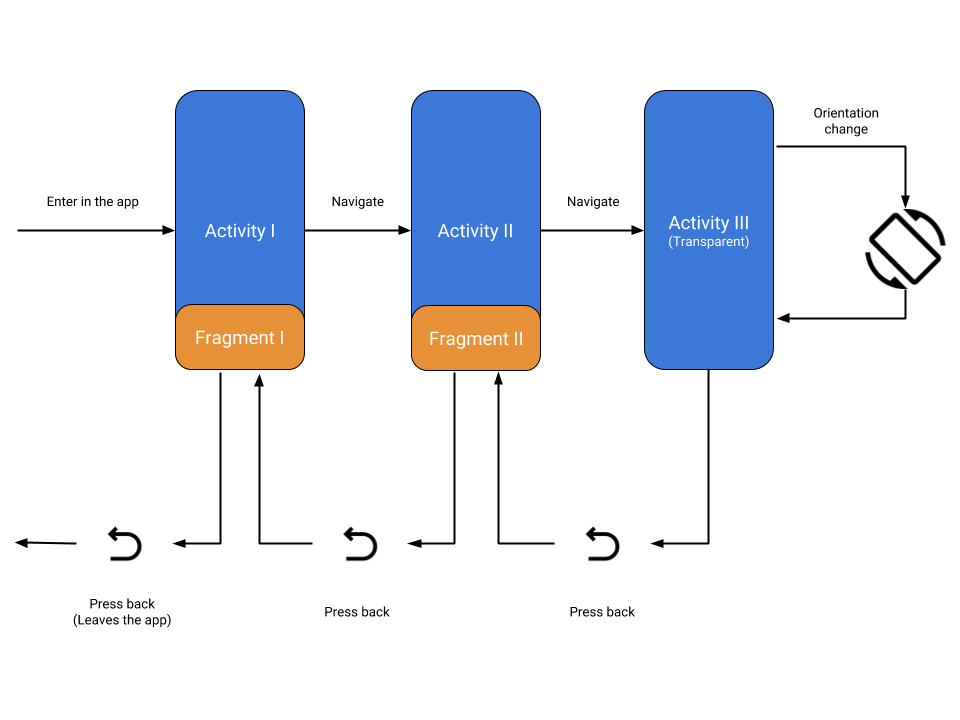 Orientation
change
Enter in the app
Navigate
Navigate
Activity I
Activity II
Activity III
(Transparent)
Fragment I
Fragment II
Press back
(Leaves the app)
Press back
Press back